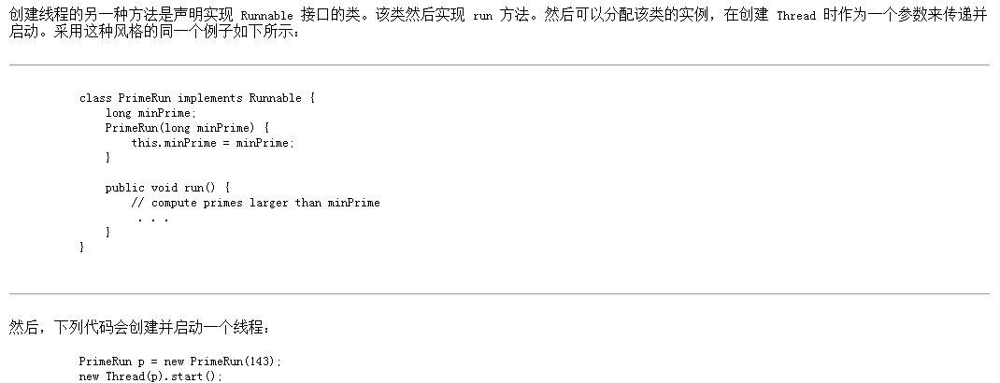 创建线程的另一种方法是声明实现 Runnable 接口的类。该类然后实现 run 方法。然后可以分配该类的实例，在创建 Thread 时作为一个参数来传递并
启动。采用这种风格的同一个例子如下所示：
class PrimeRun implements Runnable {
long minPrime;
PrimeRun(long minPrime) {
this.minPrime = minPrime;
}
public void run() {
// compute primes larger than minPrime
. . .
}
}
然后，下列代码会创建并启动一个线程：
PrimeRun p = new PrimeRun(143);
new Thread(p).start();